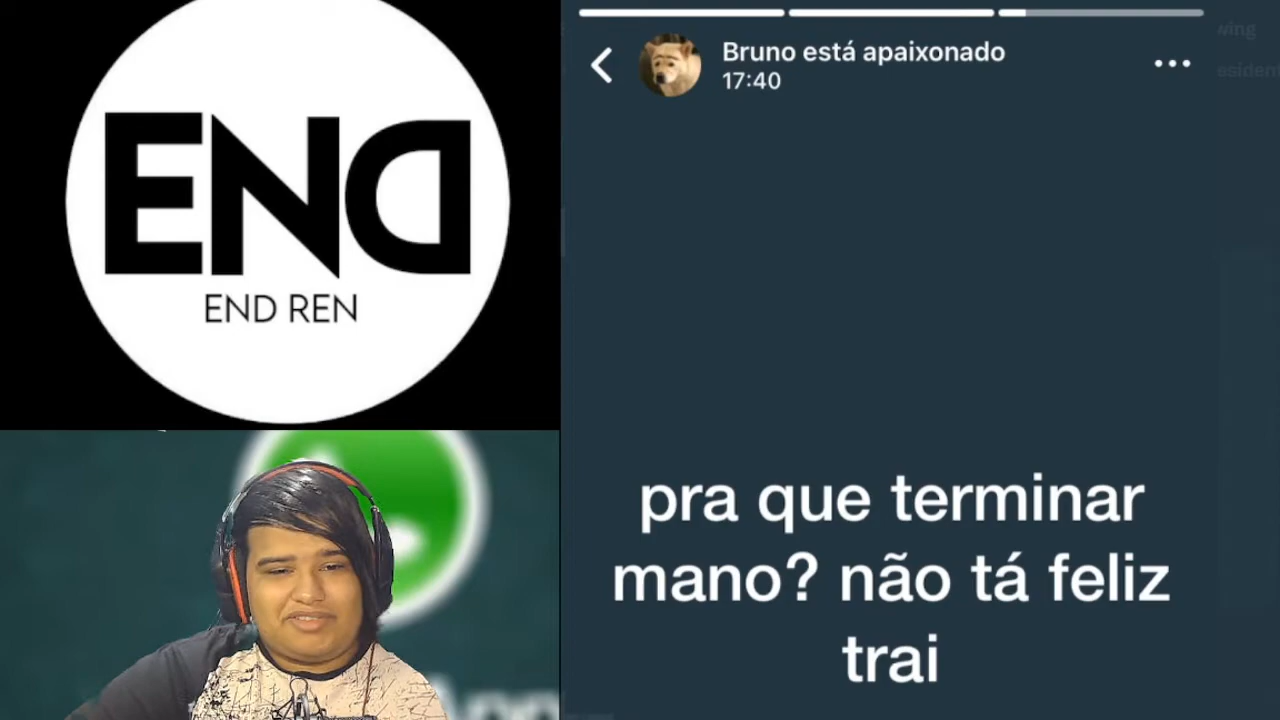 END
END REN
Bruno está apaixonado
17:40
pra que terminar
mano? não tá feliz
trai